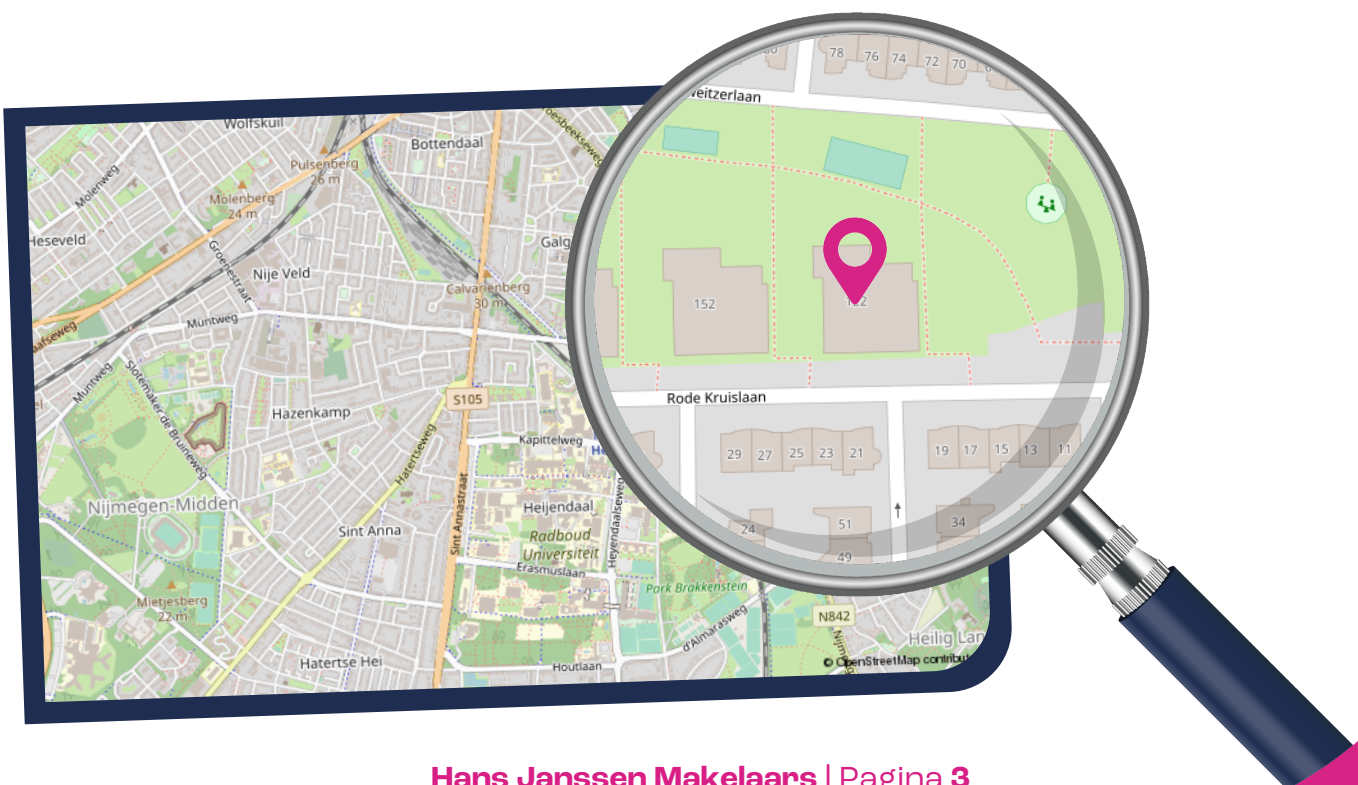 Wolfskuil
Bottendaal
Pulsenberg
26 m
Molenweg
Molenberg
24 m
Heseveld
Groenestraat
Nije Veld
Galg
Calvariënberg
30 m
Muntweg
Muntweg
Slotemaker de Bruïneweg
Hazenkamp
S105
Hatertseweg
Kapittelweg
Nijmegen-Midden
Sint Anna
Sint Annastraat
Heijendaal
Heyendaalseweg
Radboud
Universiteit
Erasmuslaan
Park Brakkenstein
Mietjesberg
22 m
Hatertse Hei
Houtlaan
d'Almarasweg
N842
Heilig Lan
© OpenStreetMap contribut
78
76
74
72
70
weitzerlaan
152
Rode Kruislaan
29
27
25
23
21
19
17
15
13
11
24
51
49
34
Hans Janssen Makelaars | Pagina 3